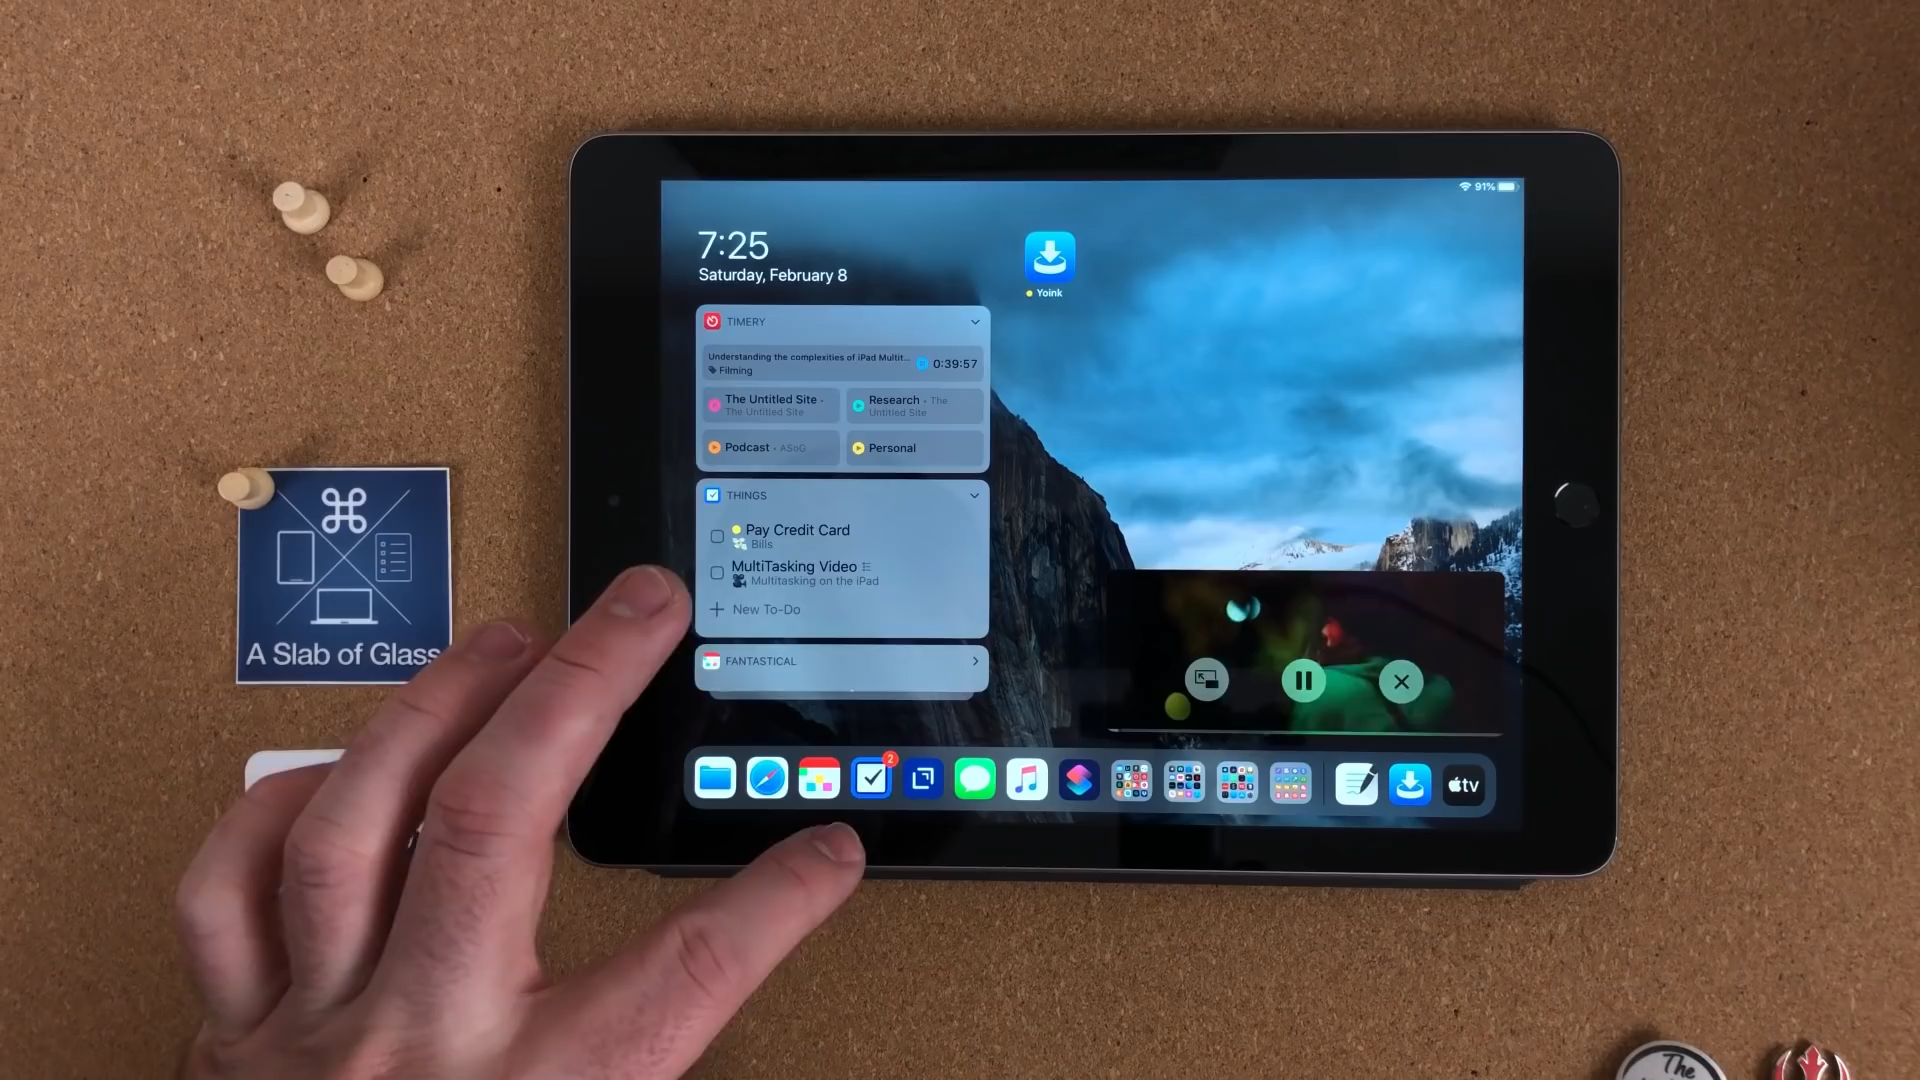 91%
7:25
Saturday, February 8
Yoink
TIMERY
Understanding the complexities of iPad Multit...
Filming
0:39:57
The Untitled Site ·
The Untitled Site
Research · The
Untitled Site
Podcast · ASoG
Personal
THINGS
Pay Credit Card
Bills
MultiTasking Video
Multitasking on the iPad
New To-Do
FANTASTICAL
2
tv
A Slab of Glass
The